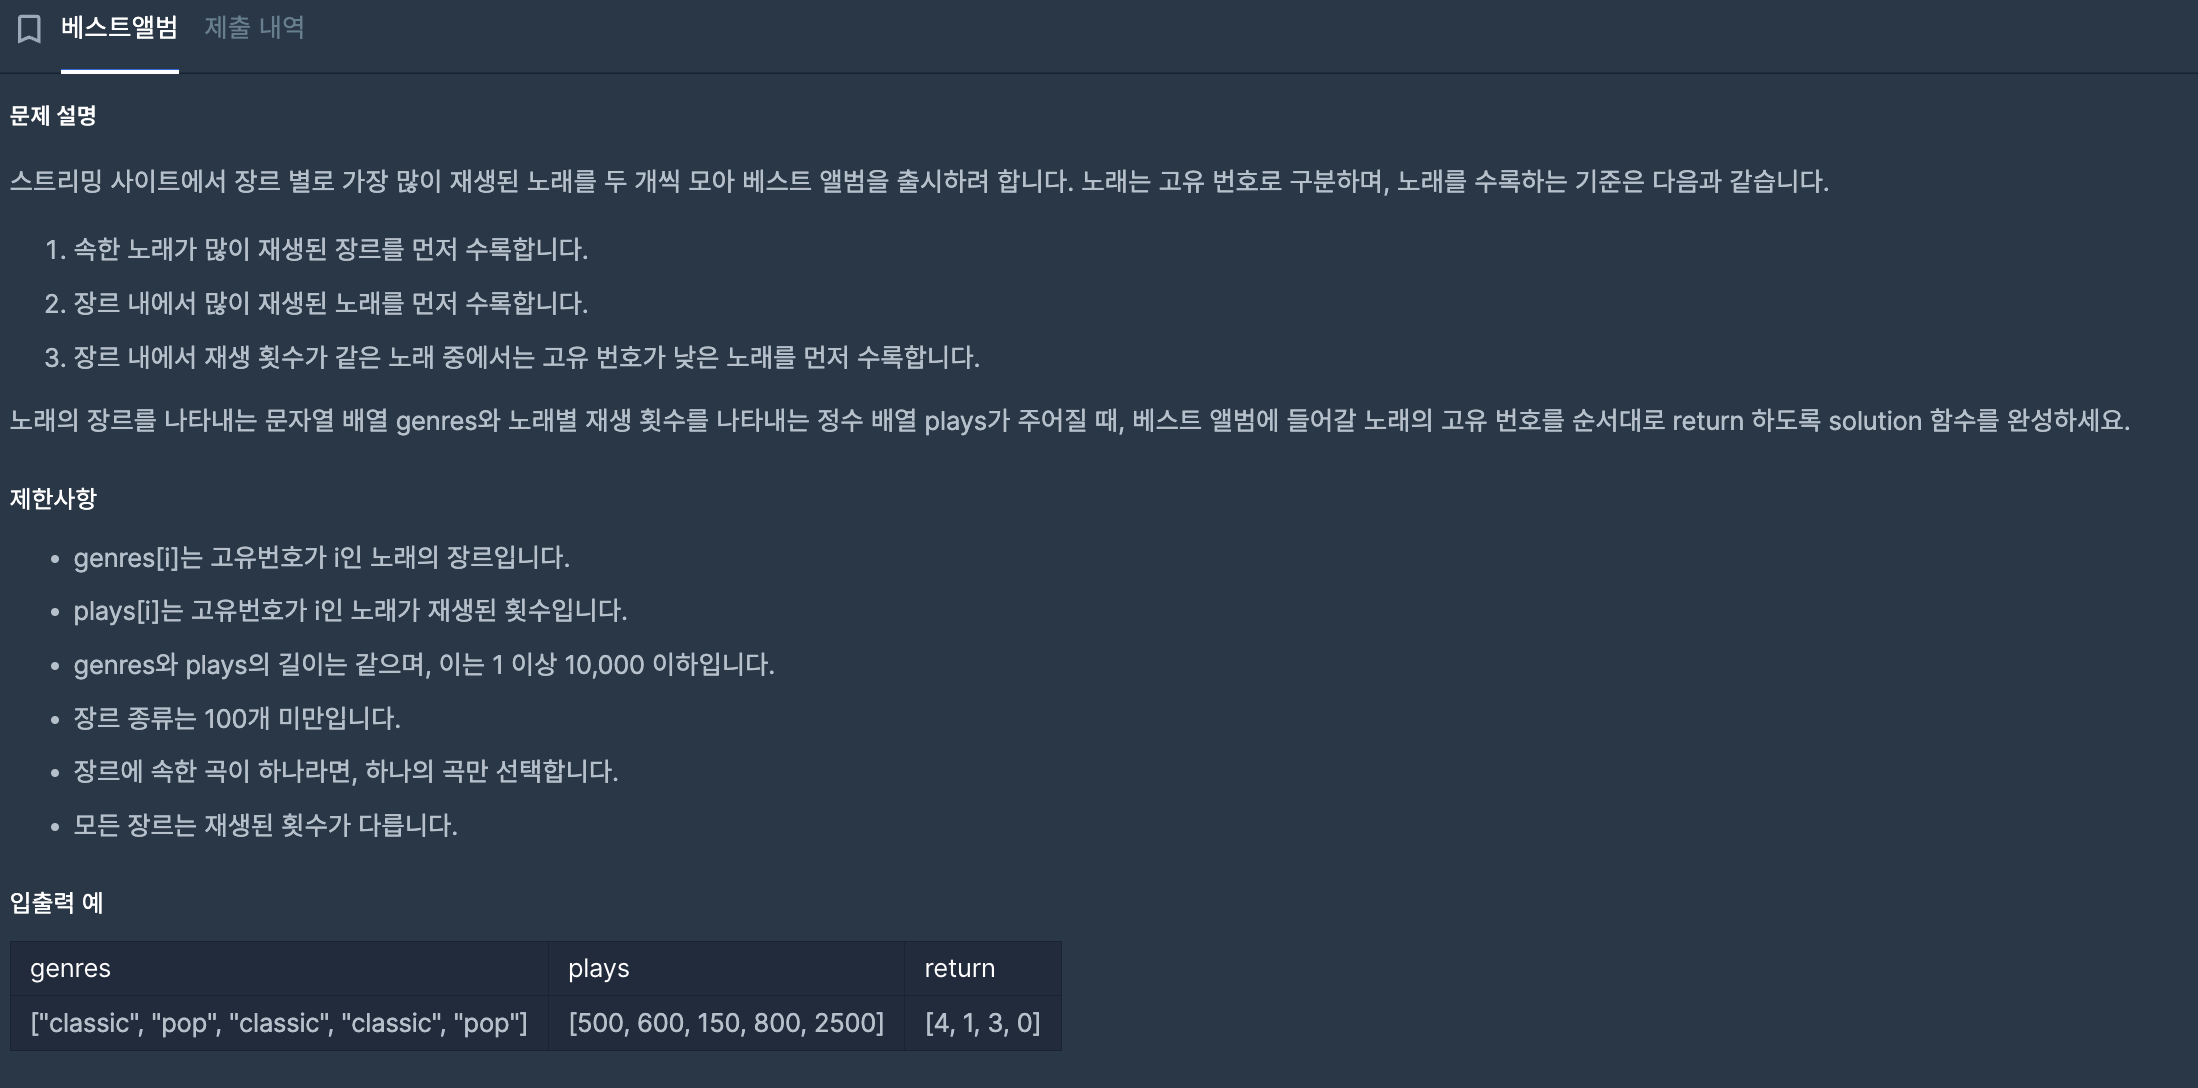 베스트앨범 제출 내역
문제 설명
스트리밍 사이트에서 장르 별로 가장 많이 재생된 노래를 두 개씩 모아 베스트 앨범을 출시하려 합니다. 노래는 고유 번호로 구분하며, 노래를 수록하는 기준은 다음과 같습니다.
1. 속한 노래가 많이 재생된 장르를 먼저 수록합니다.
2. 장르 내에서 많이 재생된 노래를 먼저 수록합니다.
3. 장르 내에서 재생 횟수가 같은 노래 중에서는 고유 번호가 낮은 노래를 먼저 수록합니다.
노래의 장르를 나타내는 문자열 배열 genres와 노래별 재생 횟수를 나타내는 정수 배열 plays가 주어질 때, 베스트 앨범에 들어갈 노래의 고유 번호를 순서대로 return 하도록 solution 함수를 완성하세요.
제한사항
• genres[i]는 고유번호가 i인 노래의 장르입니다.
• plays[i]는 고유번호가 i인 노래가 재생된 횟수입니다.
• genres와 plays의 길이는 같으며, 이는 1 이상 10,000 이하입니다.
• 장르 종류는 100개 미만입니다.
• 장르에 속한 곡이 하나라면, 하나의 곡만 선택합니다.
• 모든 장르는 재생된 횟수가 다릅니다.
입출력 예
genres plays return
["classic", "pop", "classic", "classic", "pop"] [500, 600, 150, 800, 2500] [4, 1, 3, 0]